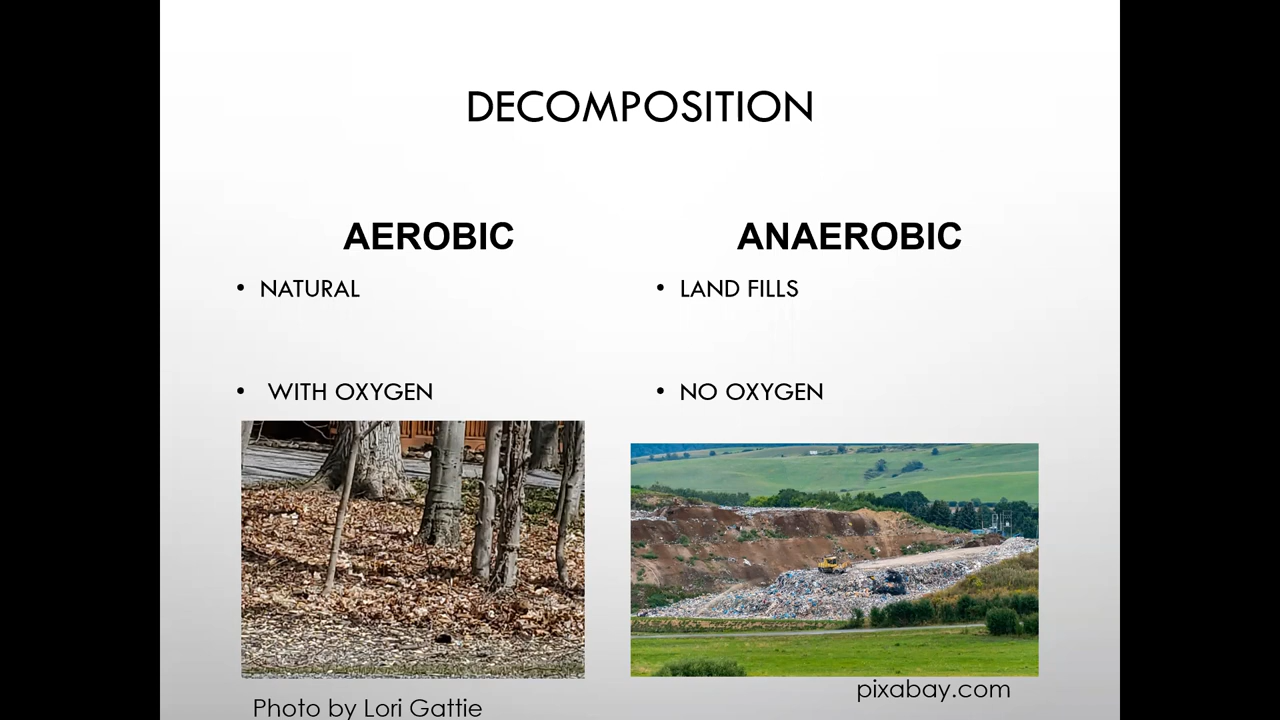 DECOMPOSITION
AEROBIC
• NATURAL
• WITH OXYGEN
Photo by Lori Gattie
ANAEROBIC
• LAND FILLS
• NO OXYGEN
pixabay.com